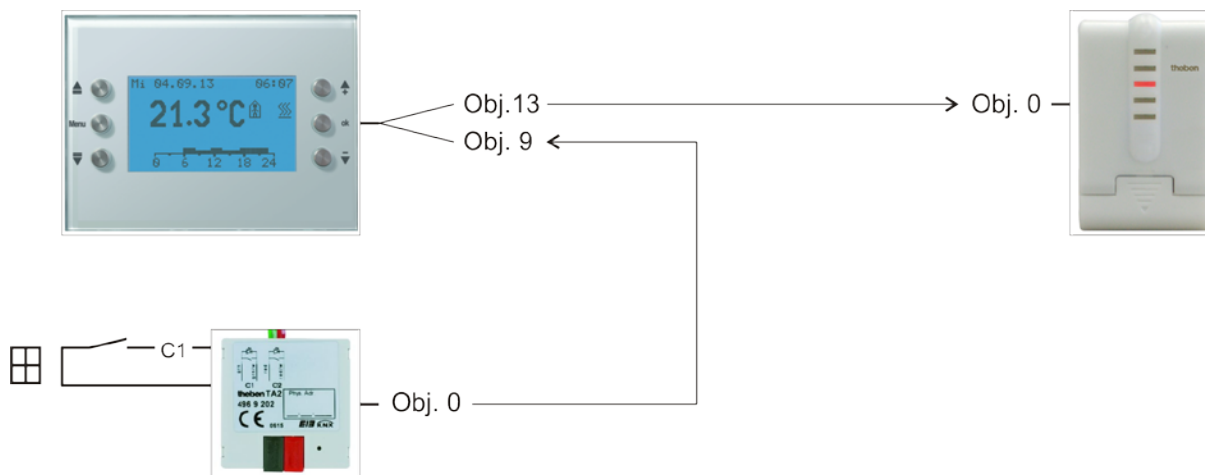 Mi 04.09.13 06:07
Menu
21.3°C
ok
0 6 12 18 24
Obj.13
Obj. 9
Obj. 0
theben
C1
C1 C2
theben TA2
Phys. Adr.
496 9 202
CE 0515 EIB KNX
Obj. 0